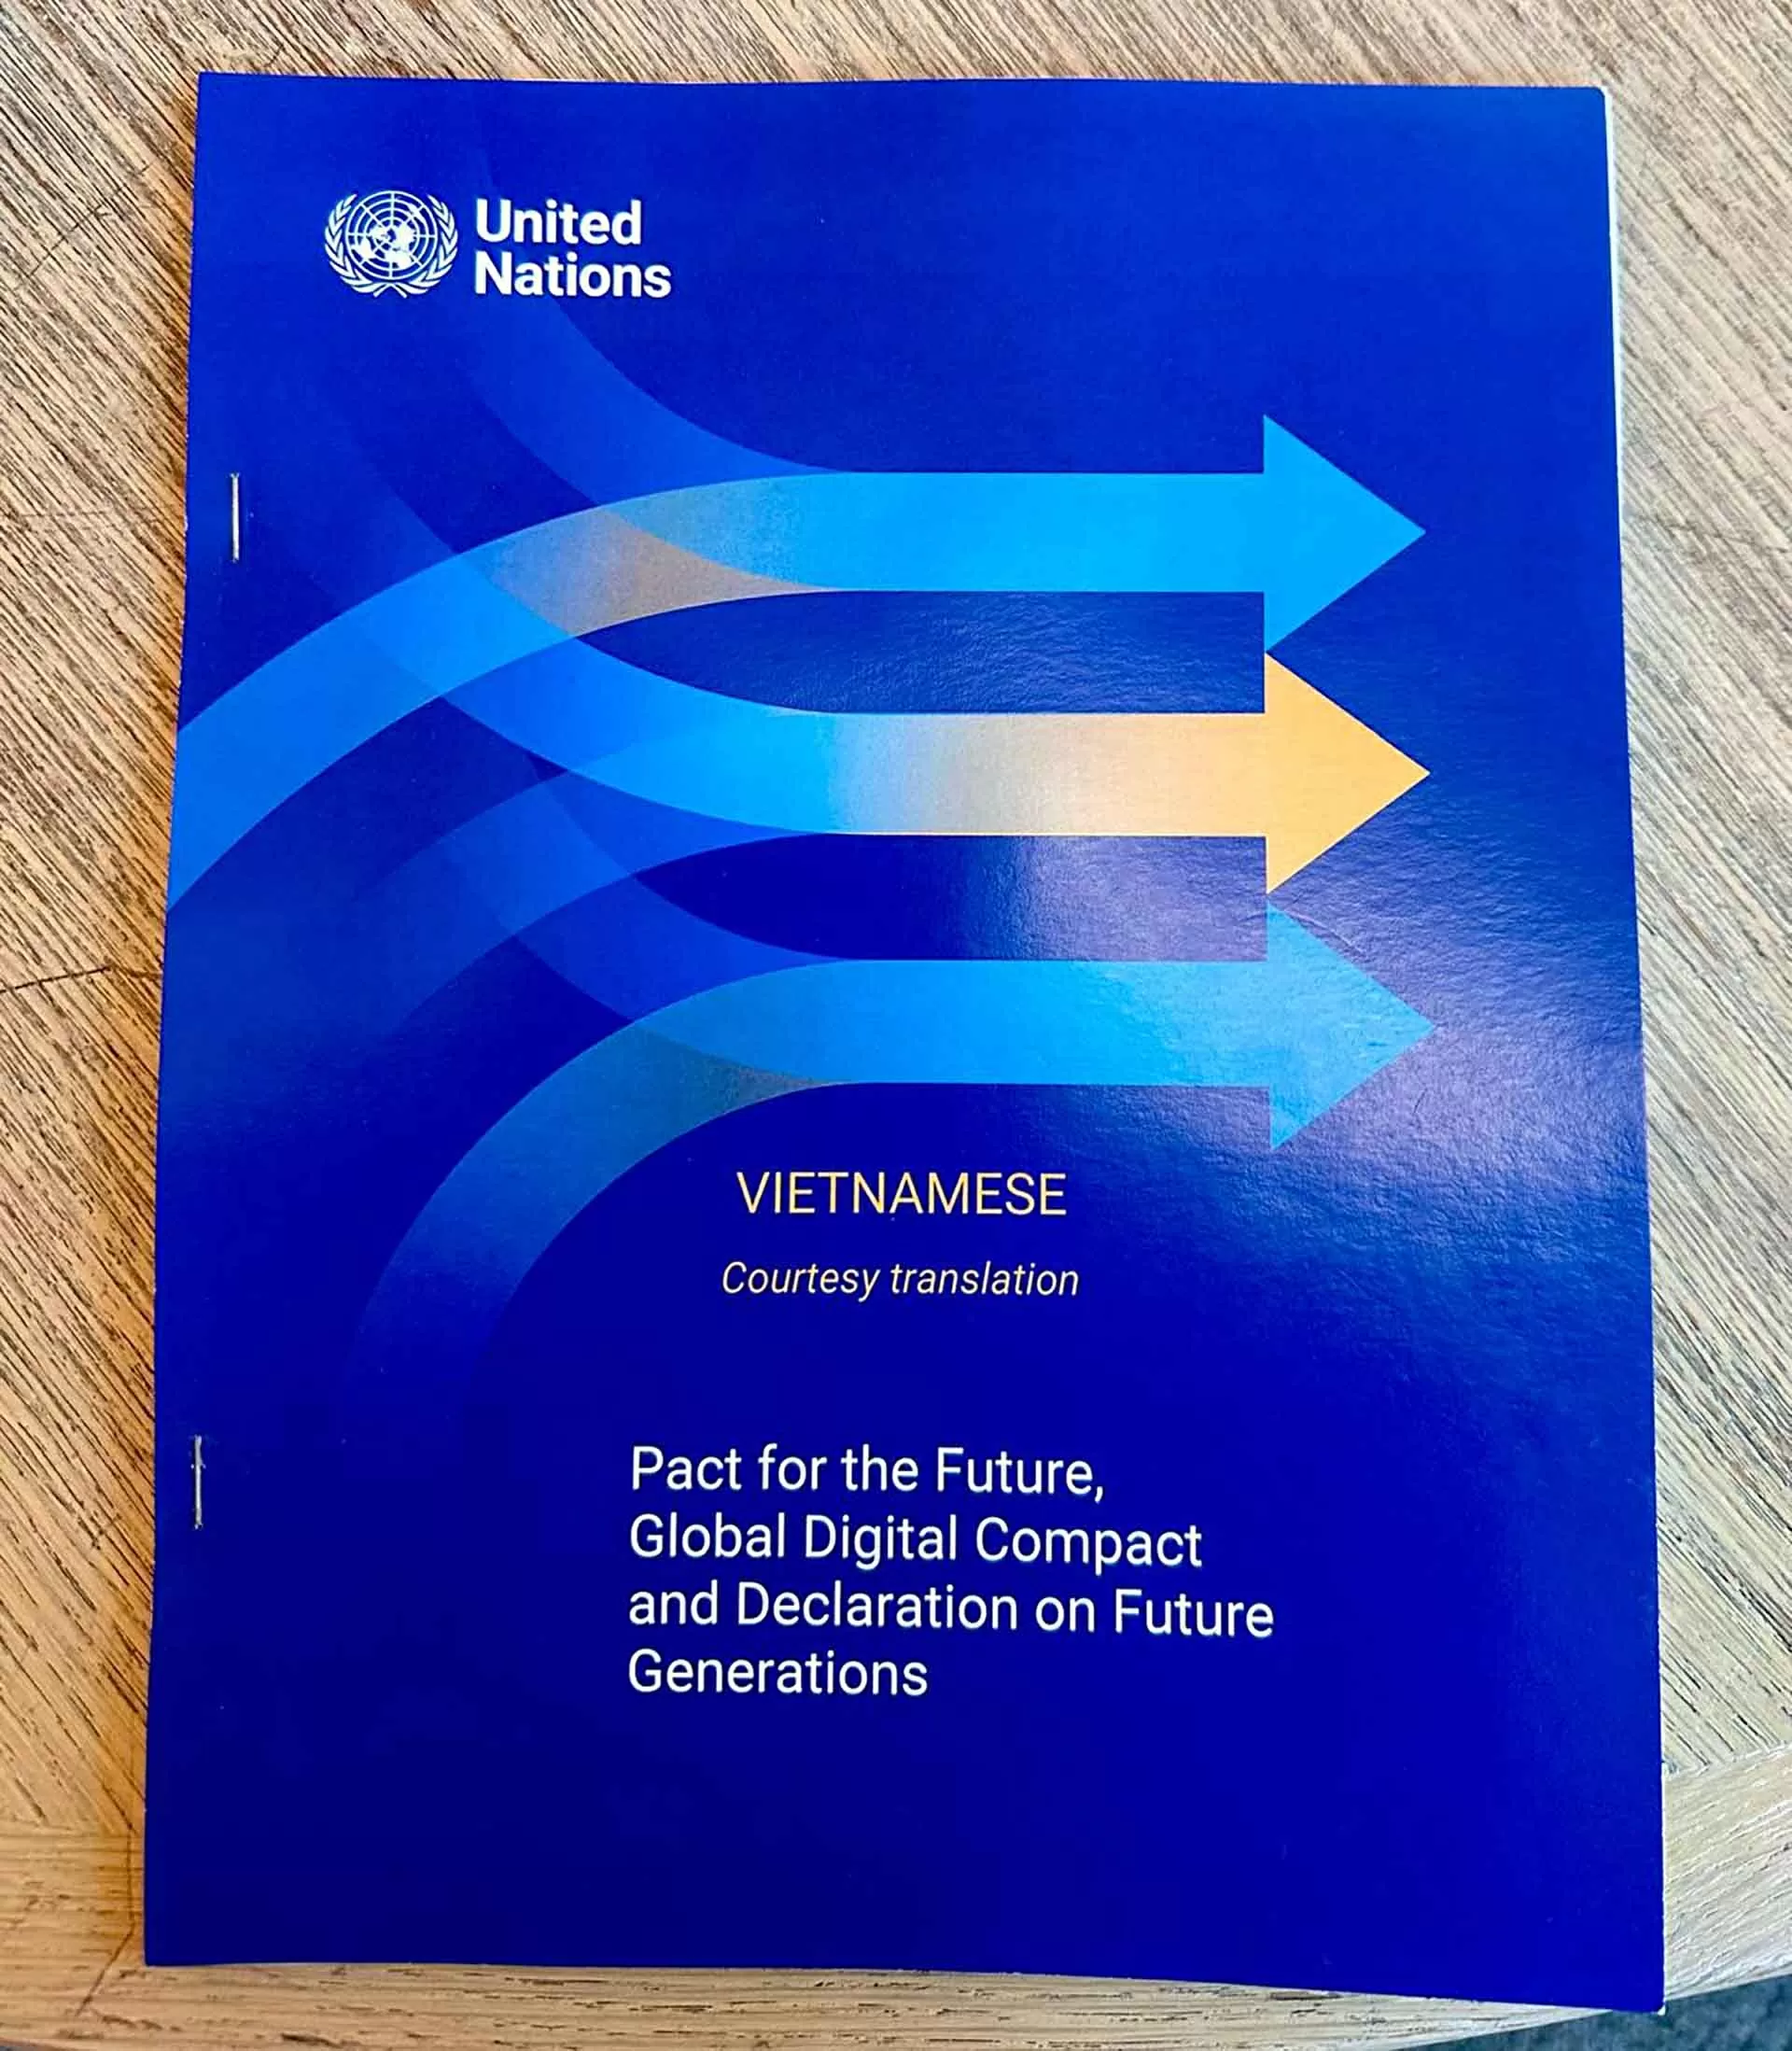 United
Nations
VIETNAMESE
Courtesy translation
Pact for the Future,
Global Digital Compact
and Declaration on Future
Generations